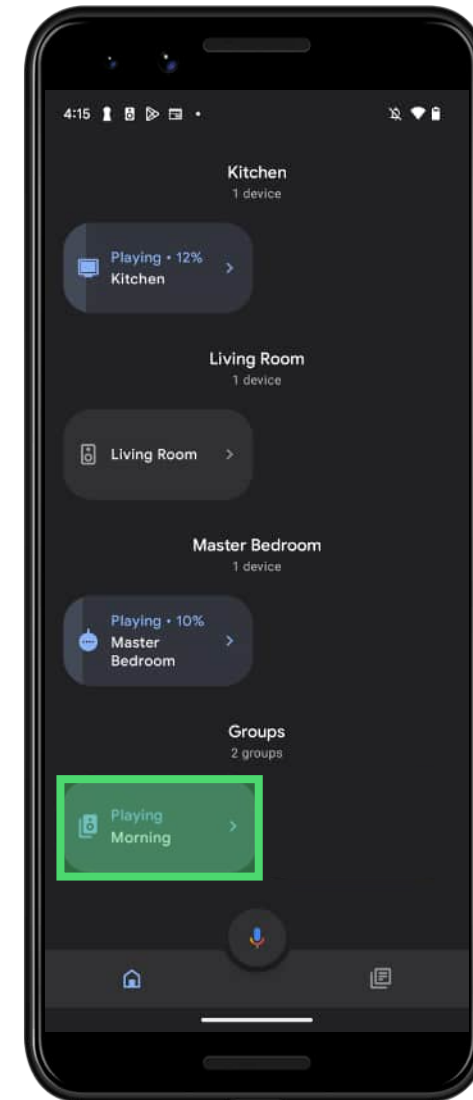 4:15
Kitchen
1 device
Playing • 12%
Kitchen
Living Room
1 device
Living Room
Master Bedroom
1 device
Playing • 10%
Master
Bedroom
Groups
2 groups
Playing
Morning